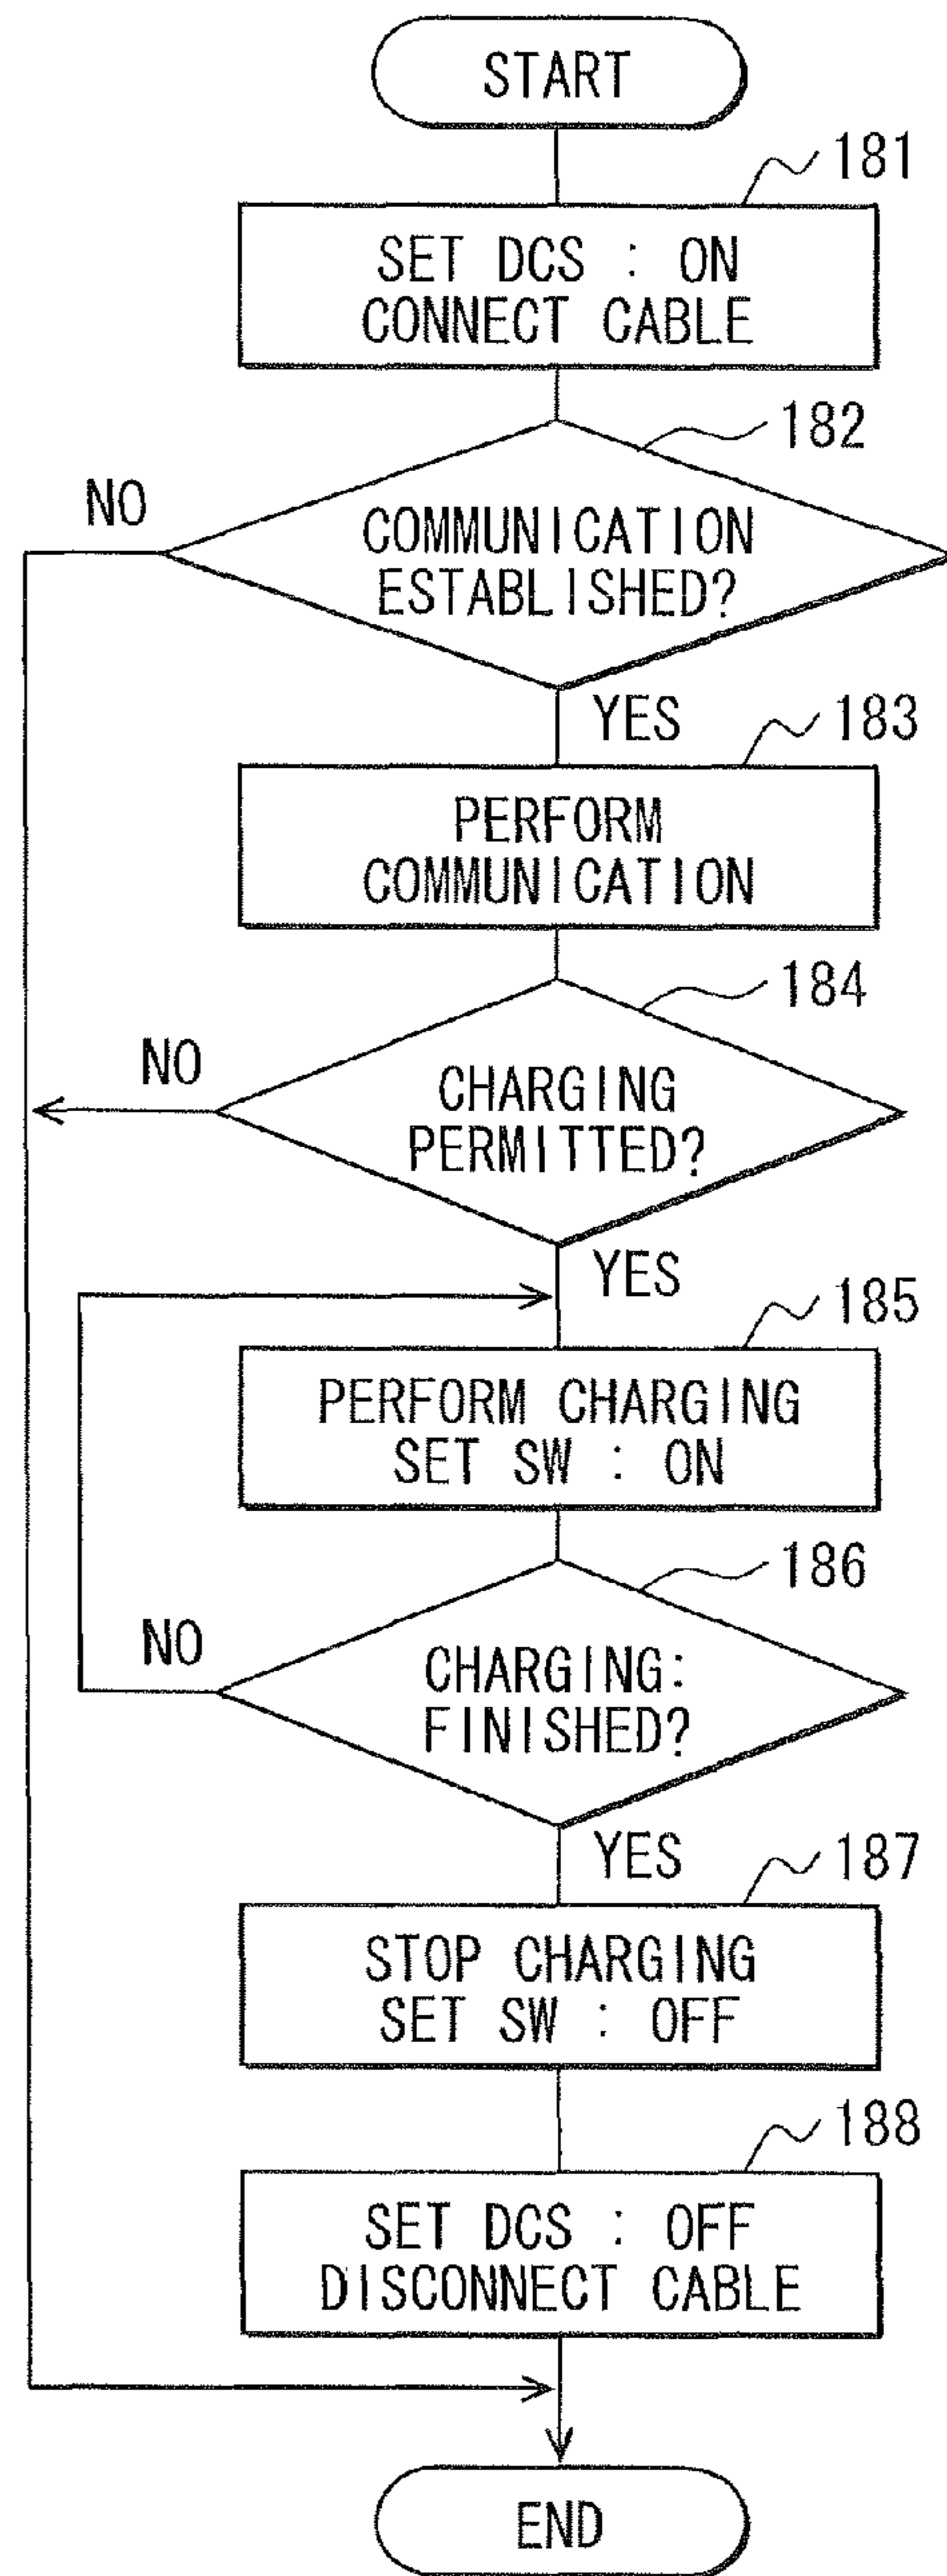 START
181
SET DCS : ON
CONNECT CABLE
182
NO
COMMUNICATION
ESTABLISHED?
YES
183
PERFORM
COMMUNICATION
184
NO
CHARGING
PERMITTED?
YES
185
PERFORM CHARGING
SET SW : ON
186
NO
CHARGING:
FINISHED?
YES
187
STOP CHARGING
SET SW : OFF
188
SET DCS : OFF
DISCONNECT CABLE
END